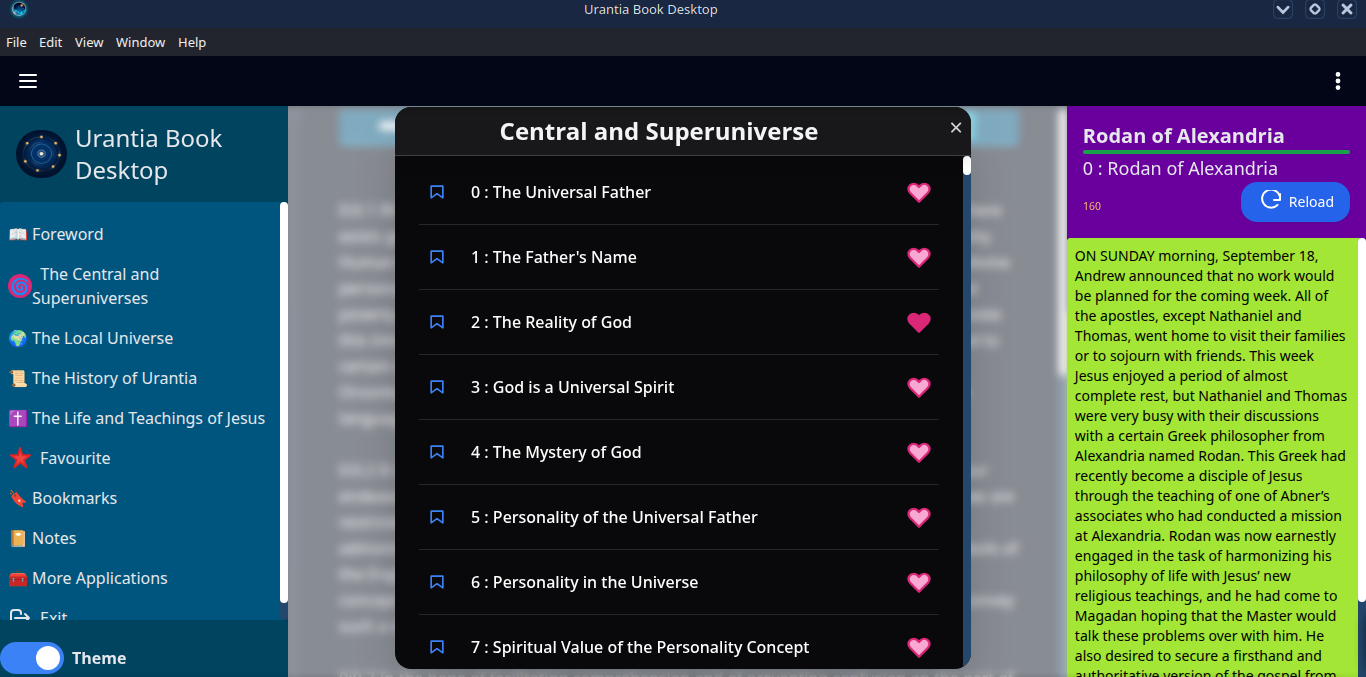 Urantia Book Desktop
File Edit View Window Help
Urantia Book
Desktop
Foreword
The Central and
Superuniverses
The Local Universe
The History of Urantia
The Life and Teachings of Jesus
Favourite
Bookmarks
Notes
More Applications
Exit
Theme
Central and Superuniverse
0 : The Universal Father
1 : The Father's Name
2 : The Reality of God
3 : God is a Universal Spirit
4 : The Mystery of God
5 : Personality of the Universal Father
6 : Personality in the Universe
7 : Spiritual Value of the Personality Concept
Rodan of Alexandria
0 : Rodan of Alexandria
160
Reload
ON SUNDAY morning, September 18,
Andrew announced that no work would
be planned for the coming week. All of
the apostles, except Nathaniel and
Thomas, went home to visit their families
or to sojourn with friends. This week
Jesus enjoyed a period of almost
complete rest, but Nathaniel and Thomas
were very busy with their discussions
with a certain Greek philosopher from
Alexandria named Rodan. This Greek had
recently become a disciple of Jesus
through the teaching of one of Abner’s
associates who had conducted a mission
at Alexandria. Rodan was now earnestly
engaged in the task of harmonizing his
philosophy of life with Jesus’ new
religious teachings, and he had come to
Magadan hoping that the Master would
talk these problems over with him. He
also desired to secure a firsthand and
authoritative version of the gospel from